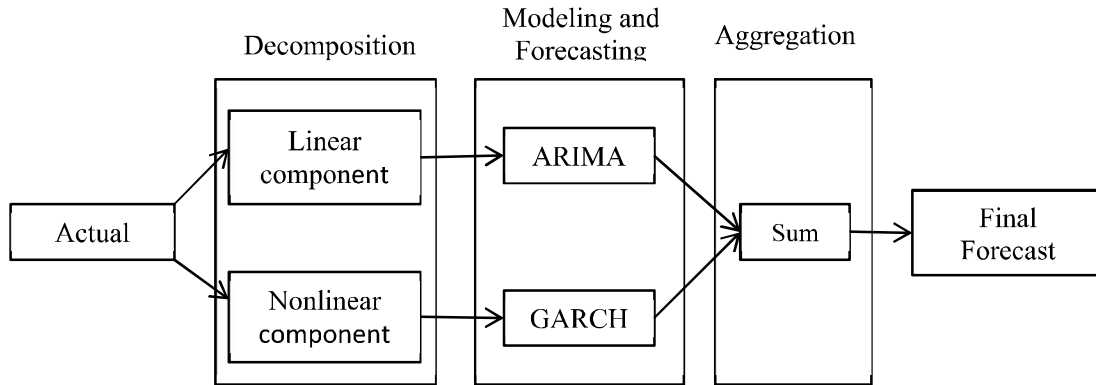 Decomposition
Modeling and
Forecasting
Aggregation
Actual
Linear
component
Nonlinear
component
ARIMA
GARCH
Sum
Final
Forecast